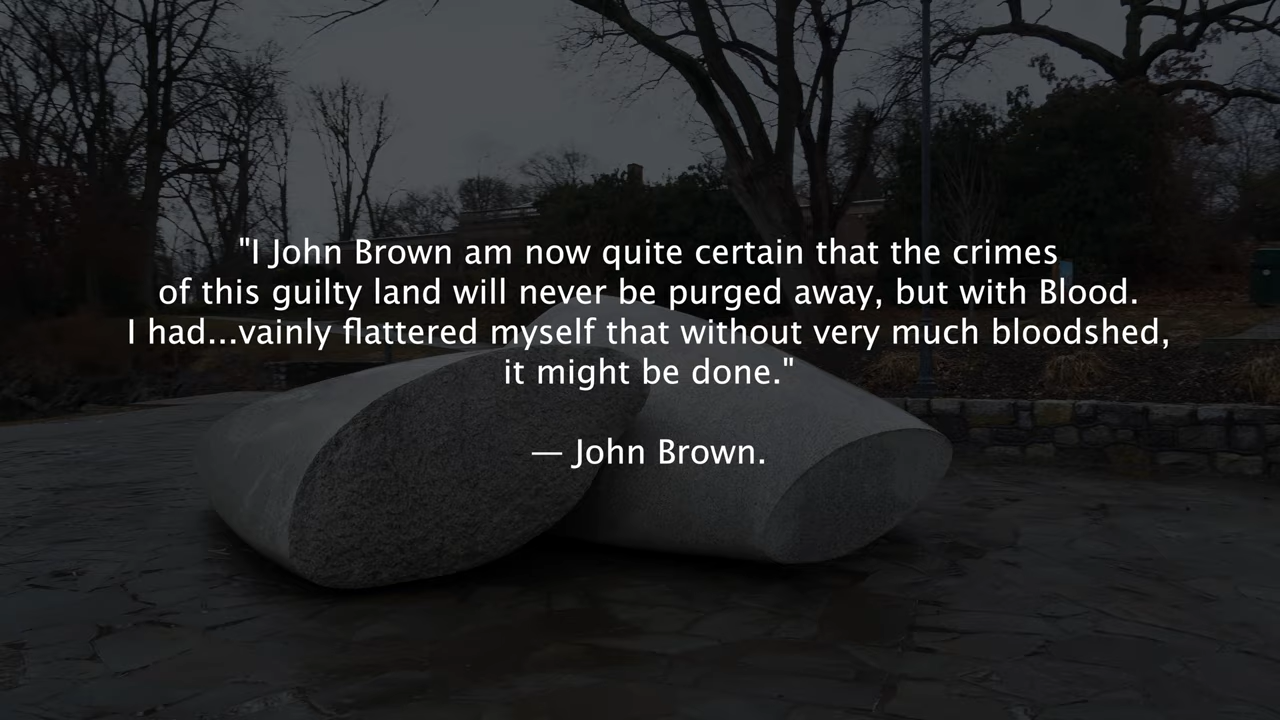 "I John Brown am now quite certain that the crimes
of this guilty land will never be purged away, but with Blood.
I had...vainly flattered myself that without very much bloodshed,
it might be done."
— John Brown.